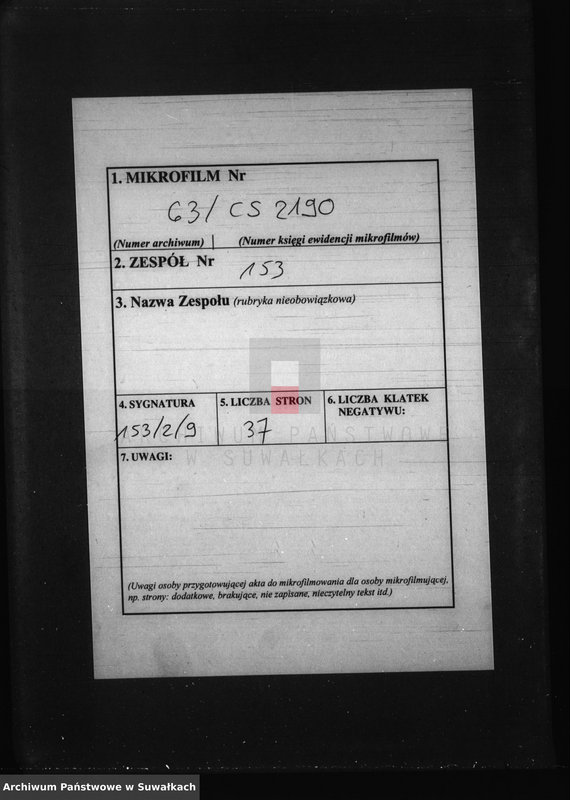 1. MIKROFILM Nr
63/ CS 2190
(Numer archiwum) (Numer księgi ewidencji mikrofilmów)
2. ZESPÓŁ Nr
153
3. Nazwa Zespołu (rubryka nieobowiązkowa)
4. SYGNATURA
153/2/9
5. LICZBA STRON
37
6. LICZBA KLATEK
NEGATYWU:
ARCHIWUM PAŃSTWOWE
W SUWAŁKACH
7. UWAGI:
(Uwagi osoby przygotowującej akta do mikrofilmowania dla osoby mikrofilmującej,
np. strony: dodatkowe, brakujące, nie zapisane, nieczytelny tekst itd.)
Archiwum Państwowe w Suwałkach